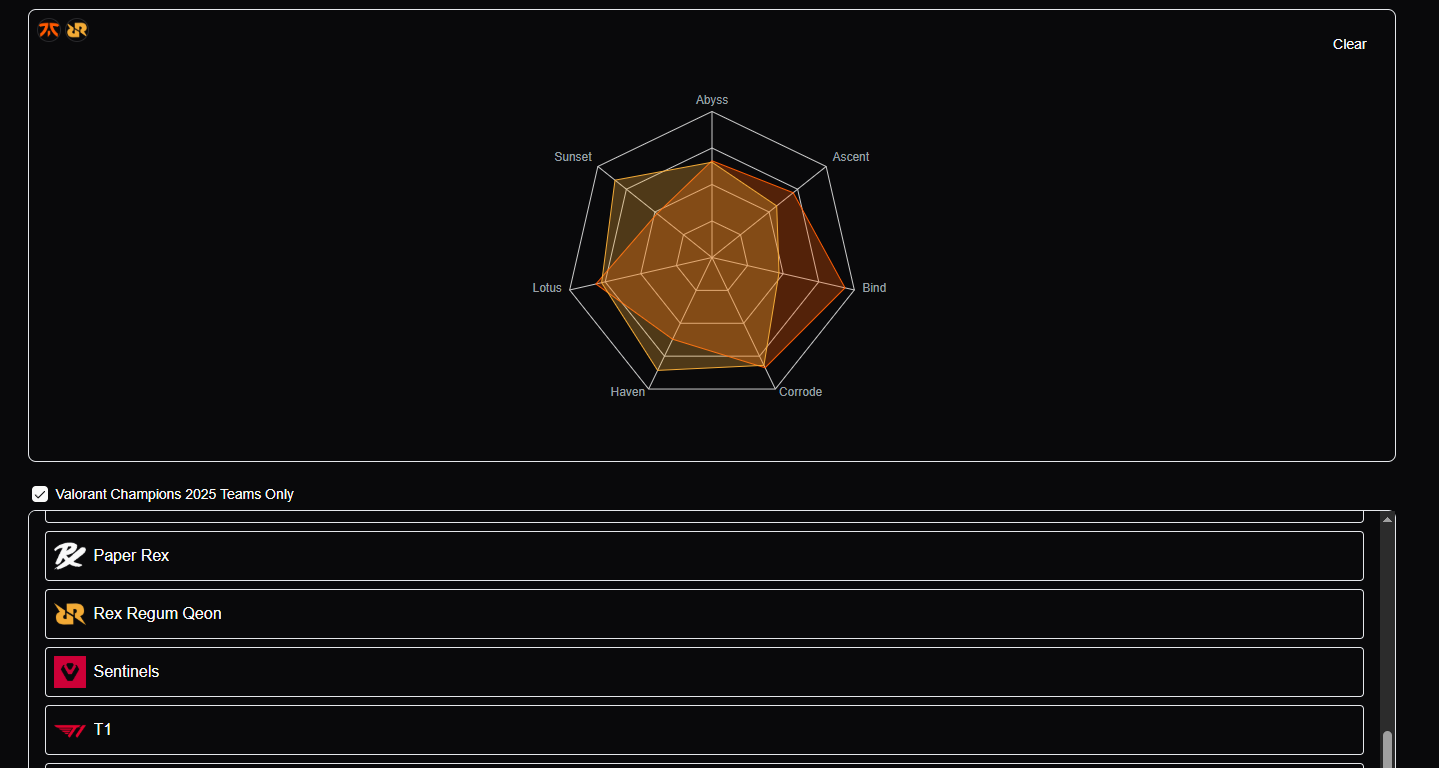 Clear
Abyss
Sunset
Ascent
Lotus
Bind
Haven
Corrode
Valorant Champions 2025 Teams Only
Paper Rex
Rex Regum Qeon
Sentinels
T1